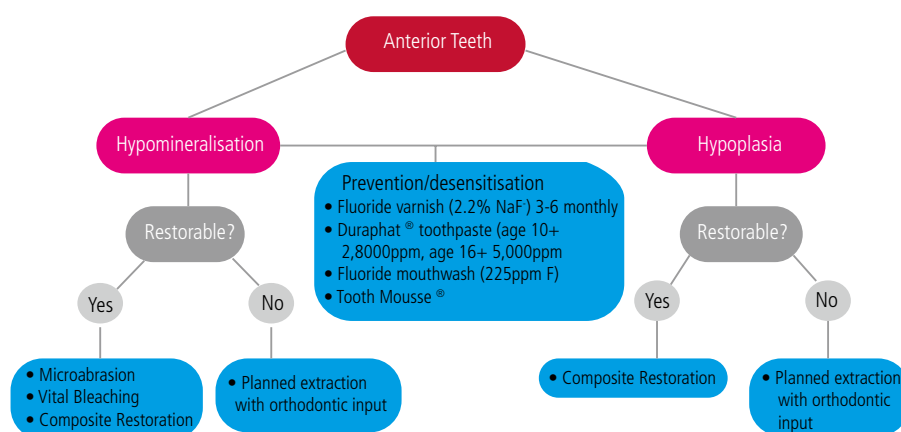 Anterior Teeth
Hypomineralisation
Hypoplasia
Prevention/desensitisation
• Fluoride varnish (2.2% NaF⁻) 3-6 monthly
• Duraphat ® toothpaste (age 10+
2,8000ppm, age 16+ 5,000ppm
• Fluoride mouthwash (225ppm F)
• Tooth Mousse ®
Restorable?
Restorable?
Yes
No
Yes
No
• Microabrasion
• Vital Bleaching
• Composite Restoration
• Planned extraction
with orthodontic input
• Composite Restoration
• Planned extraction
with orthodontic
input